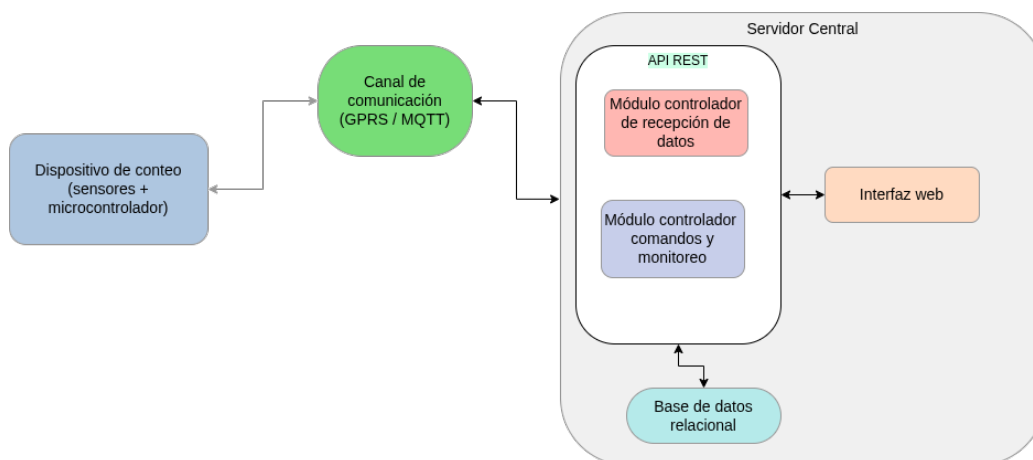 Servidor Central
API REST
Canal de
comunicación
(GPRS / MQTT)
Módulo controlador
de recepción de
datos
Dispositivo de conteo
(sensores +
microcontrolador)
Interfaz web
Módulo controlador
comandos y
monitoreo
Base de datos
relacional